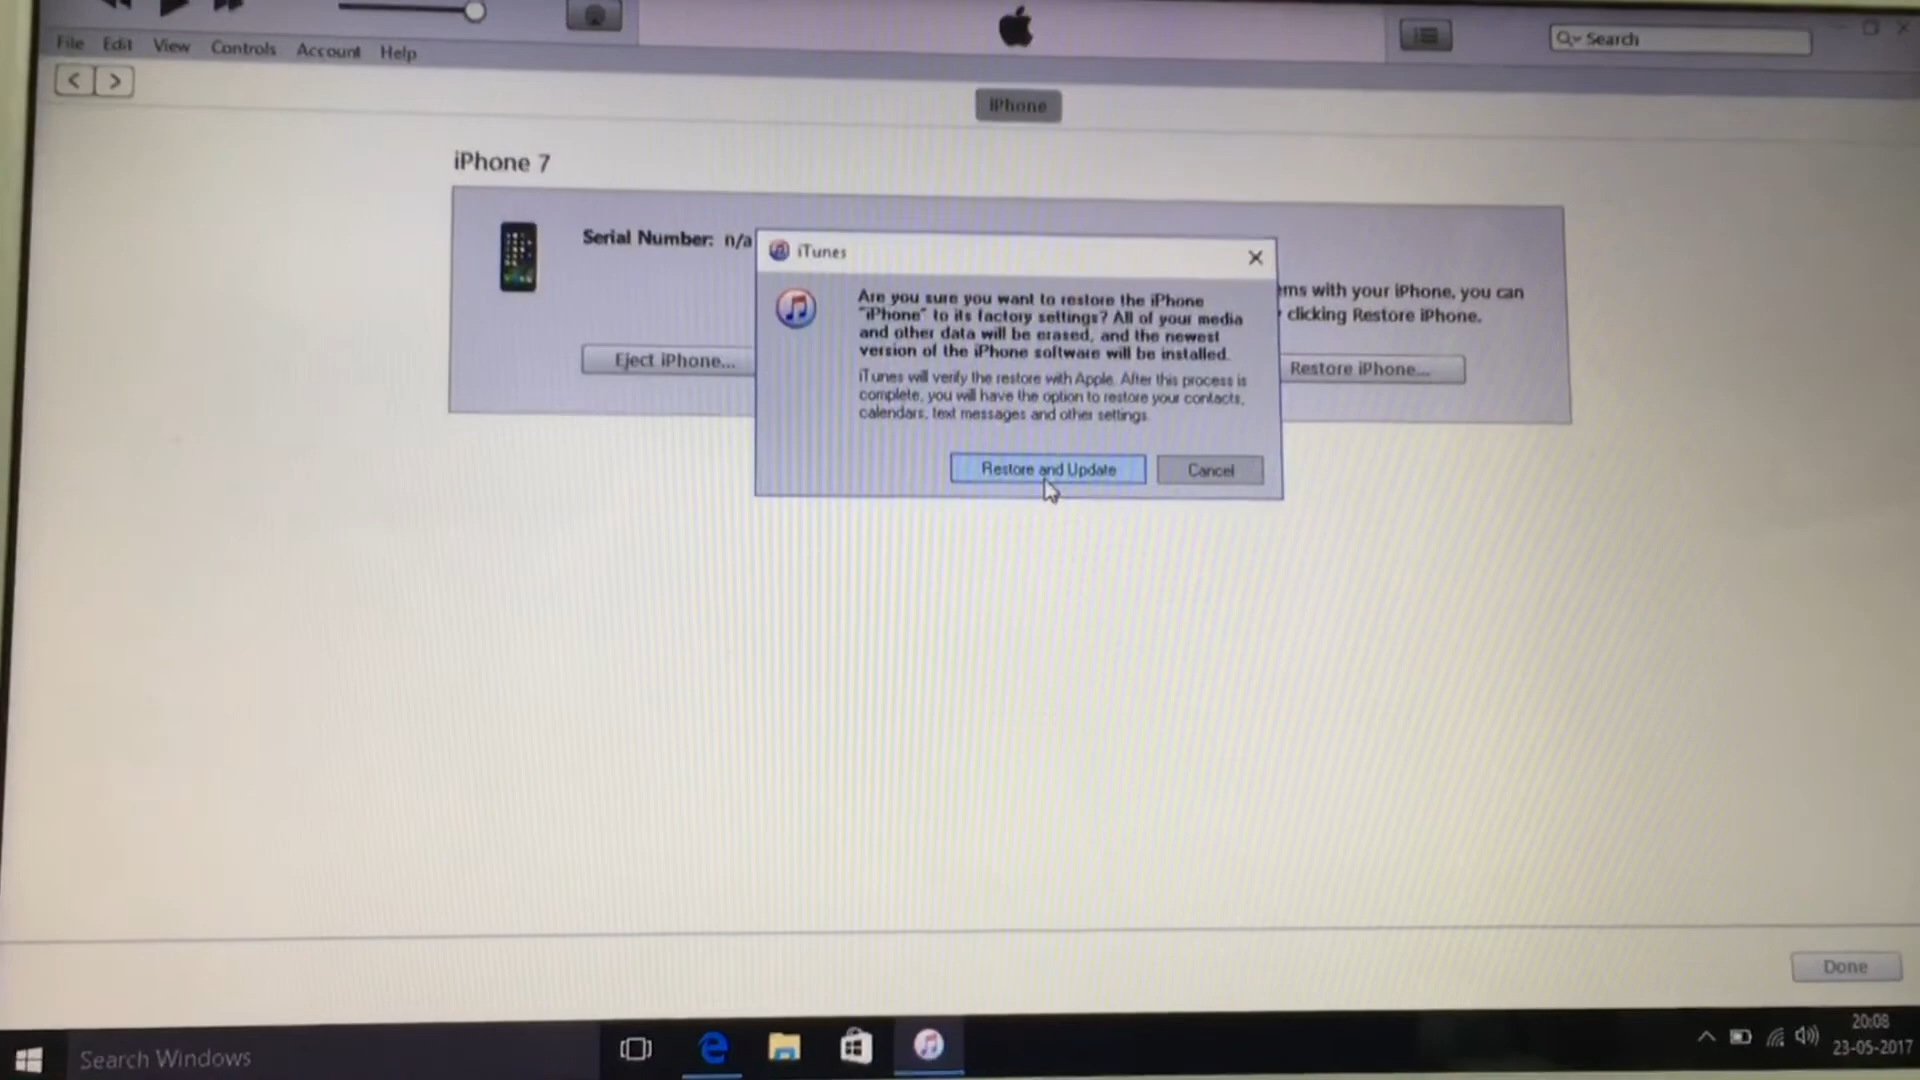 File Edit View Controls Account Help
Search
< >
iPhone
iPhone 7
Serial Number: n/a
iTunes
Are you sure you want to restore the iPhone
"iPhone" to its factory settings? All of your media
and other data will be erased, and the newest
version of the iPhone software will be installed.
iTunes will verify the restore with Apple. After this process is
complete, you will have the option to restore your contacts,
calendars, text messages and other settings.
Restore and Update
Cancel
with your iPhone, you can
clicking Restore iPhone.
Eject iPhone...
Restore iPhone...
Done
Search Windows
20:08
23-05-2017